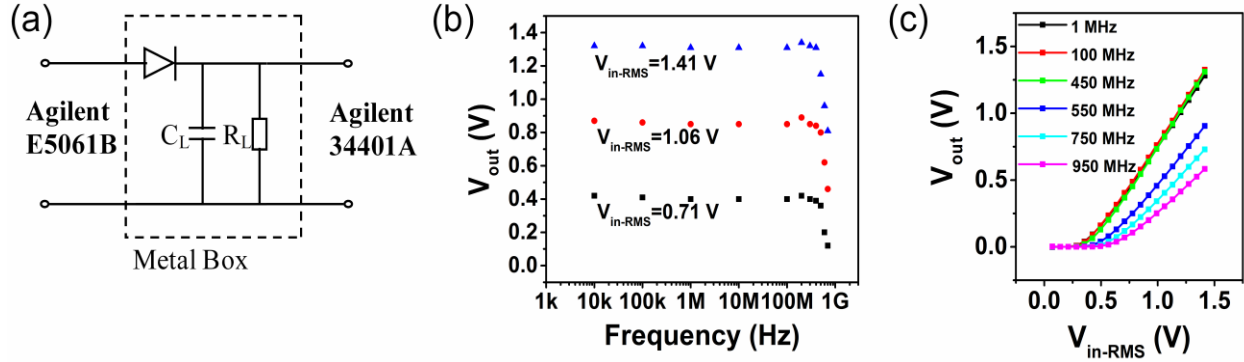 (a)
Agilent
E5061B
C_L
R_L
Agilent
34401A
Metal Box
(b)
V_out (V)
1.4
1.2
1.0
0.8
0.6
0.4
0.2
0.0
V_in-RMS=1.41 V
V_in-RMS=1.06 V
V_in-RMS=0.71 V
1k 10k 100k 1M 10M 100M 1G
Frequency (Hz)
(c)
V_out (V)
1.5
1.0
0.5
0.0
1 MHz
100 MHz
450 MHz
550 MHz
750 MHz
950 MHz
0.0 0.5 1.0 1.5
V_in-RMS (V)